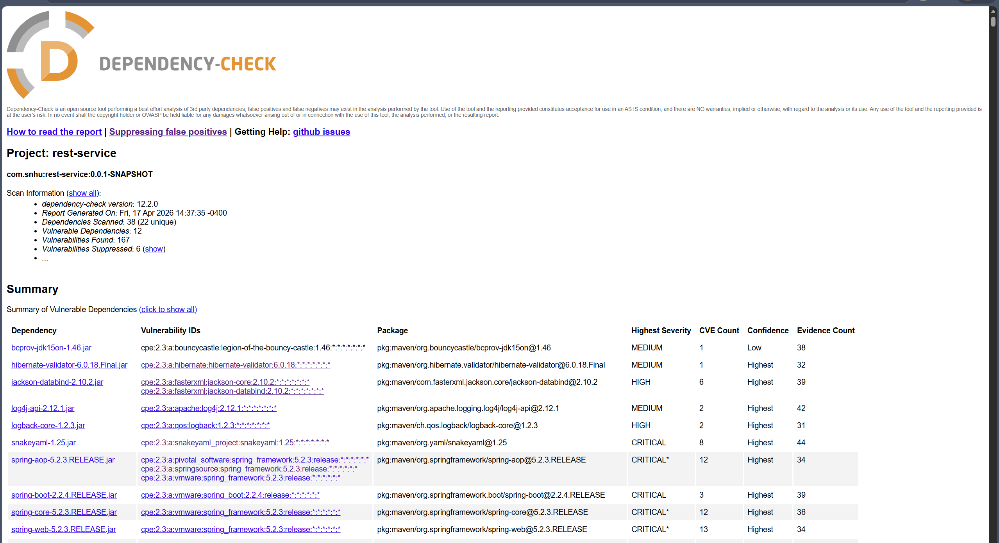 DEPENDENCY-CHECK
Dependency-Check is an open source tool performing a best effort analysis of 3rd party dependencies; false positives and false negatives may exist in the analysis performed by the tool. Use of the tool and the reporting provided constitutes acceptance for use in an AS IS condition, and there are NO warranties, implied or otherwise, with regard to the analysis or its use. Any use of the tool and the reporting provided is
at the user's risk. In no event shall the copyright holder or OWASP be held liable for any damages whatsoever arising out of or in connection with the use of this tool, the analysis performed, or the resulting report.
How to read the report | Suppressing false positives | Getting Help: github issues
Project: rest-service
com.snhu:rest-service:0.0.1-SNAPSHOT
Scan Information (show all):
• dependency-check version: 12.2.0
• Report Generated On: Fri, 17 Apr 2026 14:37:35 -0400
• Dependencies Scanned: 38 (22 unique)
• Vulnerable Dependencies: 12
• Vulnerabilities Found: 167
• Vulnerabilities Suppressed: 6 (show)
• ...
Summary
Summary of Vulnerable Dependencies (click to show all)
Dependency Vulnerability IDs Package Highest Severity CVE Count Confidence Evidence Count
bcprov-jdk15on-1.46.jar cpe:2.3:a:bouncycastle:legion-of-the-bouncy-castle:1.46:*:*:*:*:*:*:* pkg:maven/org.bouncycastle/bcprov-jdk15on@1.46 MEDIUM 1 Low 38
hibernate-validator-6.0.18.Final.jar cpe:2.3:a:hibernate:hibernate-validator:6.0.18:*:*:*:*:*:*:* pkg:maven/org.hibernate.validator/hibernate-validator@6.0.18.Final MEDIUM 1 Highest 32
jackson-databind-2.10.2.jar cpe:2.3:a:fasterxml:jackson-core:2.10.2:*:*:*:*:*:*:* pkg:maven/com.fasterxml.jackson.core/jackson-databind@2.10.2 HIGH 6 Highest 39
cpe:2.3:a:fasterxml:jackson-databind:2.10.2:*:*:*:*:*:*:*
log4j-api-2.12.1.jar cpe:2.3:a:apache:log4j:2.12.1:*:*:*:*:*:*:* pkg:maven/org.apache.logging.log4j/log4j-api@2.12.1 MEDIUM 2 Highest 42
logback-core-1.2.3.jar cpe:2.3:a:qos:logback:1.2.3:*:*:*:*:*:*:* pkg:maven/ch.qos.logback/logback-core@1.2.3 HIGH 2 Highest 31
snakeyaml-1.25.jar cpe:2.3:a:snakeyaml_project:snakeyaml:1.25:*:*:*:*:*:*:* pkg:maven/org.yaml/snakeyaml@1.25 CRITICAL 8 Highest 44
spring-aop-5.2.3.RELEASE.jar cpe:2.3:a:pivotal_software:spring_framework:5.2.3:release:*:*:*:*:*:* pkg:maven/org.springframework/spring-aop@5.2.3.RELEASE CRITICAL* 12 Highest 34
cpe:2.3:a:springsource:spring_framework:5.2.3:release:*:*:*:*:*:*
cpe:2.3:a:vmware:spring_framework:5.2.3:release:*:*:*:*:*:*
spring-boot-2.2.4.RELEASE.jar cpe:2.3:a:vmware:spring_boot:2.2.4:release:*:*:*:*:*:* pkg:maven/org.springframework.boot/spring-boot@2.2.4.RELEASE CRITICAL 3 Highest 39
spring-core-5.2.3.RELEASE.jar cpe:2.3:a:vmware:spring_framework:5.2.3:release:*:*:*:*:*:* pkg:maven/org.springframework/spring-core@5.2.3.RELEASE CRITICAL* 12 Highest 36
spring-web-5.2.3.RELEASE.jar cpe:2.3:a:vmware:spring_framework:5.2.3:release:*:*:*:*:*:* pkg:maven/org.springframework/spring-web@5.2.3.RELEASE CRITICAL* 13 Highest 34